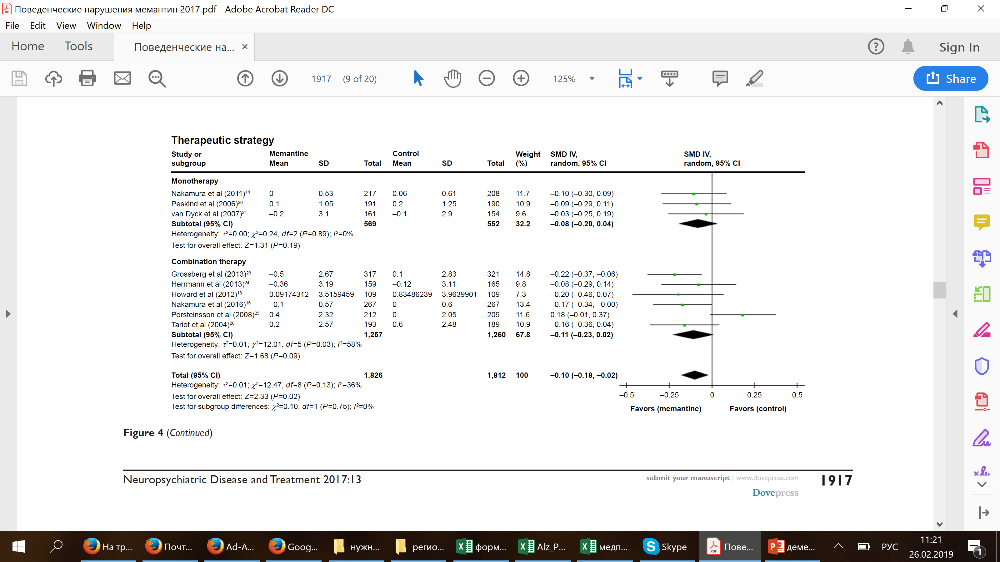 Поведенческие нарушения мемантин 2017.pdf - Adobe Acrobat Reader DC
File Edit View Window Help
Home Tools Поведенческие на... × Sign In
1917 (9 of 20) 125% Share
Therapeutic strategy
Study or Memantine Control Weight SMD IV, SMD IV,
subgroup Mean SD Total Mean SD Total (%) random, 95% CI random, 95% CI
Monotherapy
Nakamura et al (2011)14 0 0.53 217 0.06 0.61 208 11.7 –0.10 (–0.30, 0.09)
Peskind et al (2006)20 0.1 1.05 191 0.2 1.25 190 10.9 –0.09 (–0.29, 0.11)
van Dyck et al (2007)21 –0.2 3.1 161 –0.1 2.9 154 9.6 –0.03 (–0.25, 0.19)
Subtotal (95% CI) 569 552 32.2 –0.08 (–0.20, 0.04)
Heterogeneity: τ²=0.00; χ²=0.24, df=2 (P=0.89); I²=0%
Test for overall effect: Z=1.31 (P=0.19)
Combination therapy
Grossberg et al (2013)23 –0.5 2.67 317 0.1 2.83 321 14.8 –0.22 (–0.37, –0.06)
Herrmann et al (2013)24 –0.36 3.19 159 –0.12 3.11 165 9.8 –0.08 (–0.29, 0.14)
Howard et al (2012)18 0.09174312 3.5159459 109 0.83486239 3.9639901 109 7.3 –0.20 (–0.46, 0.07)
Nakamura et al (2016)15 –0.1 0.57 267 0 0.6 267 13.4 –0.17 (–0.34, –0.00)
Porsteinsson et al (2008)25 0.4 2.32 212 0 2.05 209 11.6 0.18 (–0.01, 0.37)
Tariot et al (2004)26 0.2 2.57 193 0.6 2.48 189 10.9 –0.16 (–0.36, 0.04)
Subtotal (95% CI) 1,257 1,260 67.8 –0.11 (–0.23, 0.02)
Heterogeneity: τ²=0.01; χ²=12.01, df=5 (P=0.03); I²=58%
Test for overall effect: Z=1.68 (P=0.09)
Total (95% CI) 1,826 1,812 100 –0.10 (–0.18, –0.02)
Heterogeneity: τ²=0.01; χ²=12.47, df=8 (P=0.13); I²=36%
Test for overall effect: Z=2.33 (P=0.02)
Test for subgroup differences: χ²=0.10, df=1 (P=0.75); I²=0%
–0.5 –0.25 0 0.25 0.5
Favors (memantine) Favors (control)
Figure 4 (Continued)
Neuropsychiatric Disease and Treatment 2017:13 submit your manuscript | www.dovepress.com 1917
Dovepress
На тр... Почт... Ad-A... Goog... нужн... регио... форм... Alz_P... медп... Skype Пове... деме... РУС 11:21
26.02.2019 1